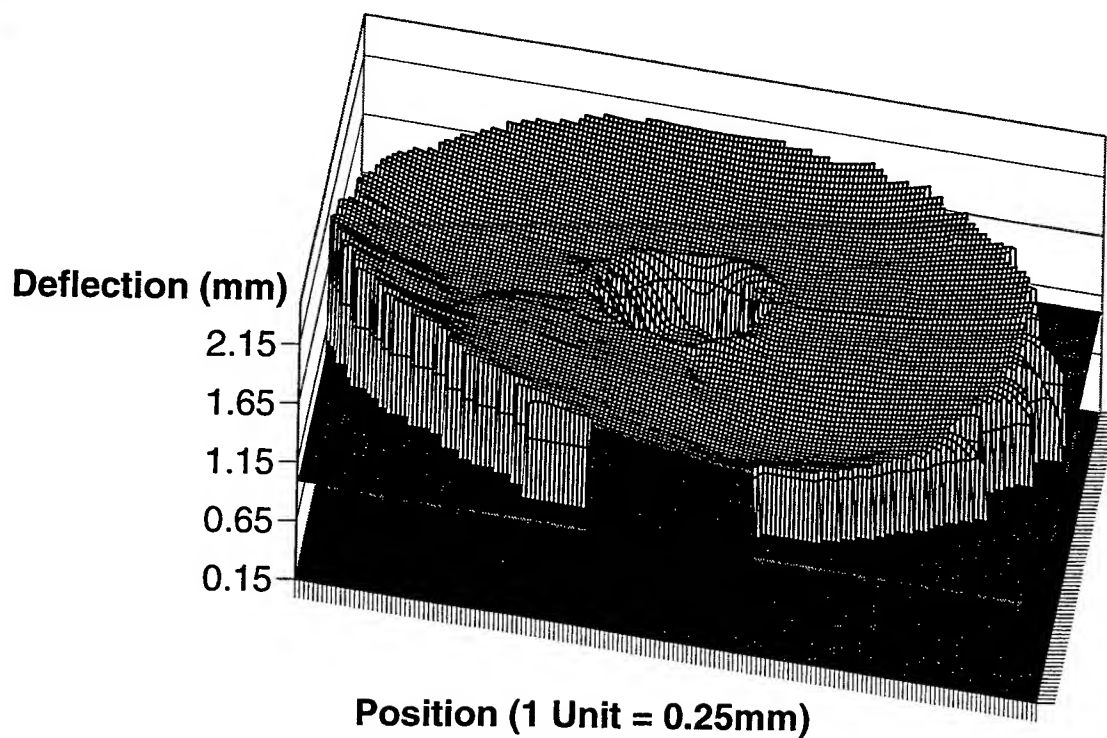 Deflection (mm)
2.15
1.65
1.15
0.65
0.15
Position (1 Unit = 0.25mm)